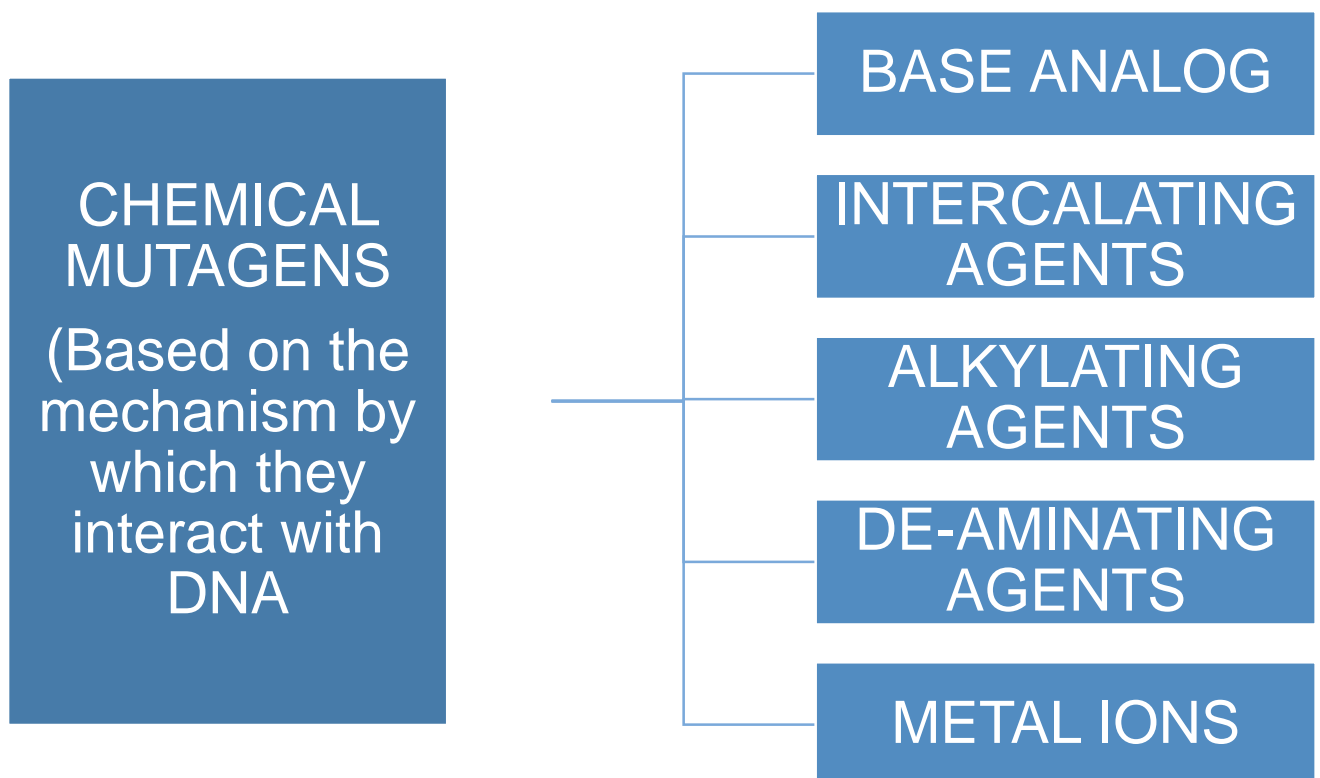 CHEMICAL
MUTAGENS
(Based on the
mechanism by
which they
interact with
DNA
BASE ANALOG
INTERCALATING
AGENTS
ALKYLATING
AGENTS
DE-AMINATING
AGENTS
METAL IONS